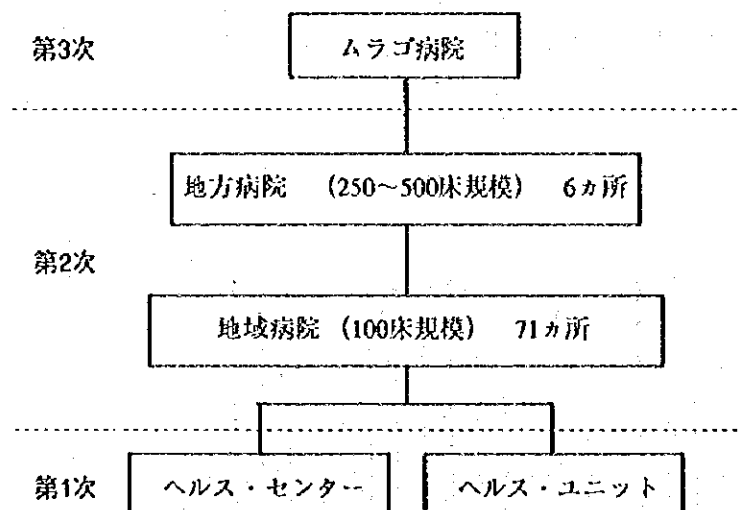 第3次 ムラゴ病院
地方病院 (250～500床規模) 6ヵ所
第2次
地域病院 (100床規模) 71ヵ所
第1次 ヘルス・センター ヘルス・ユニット